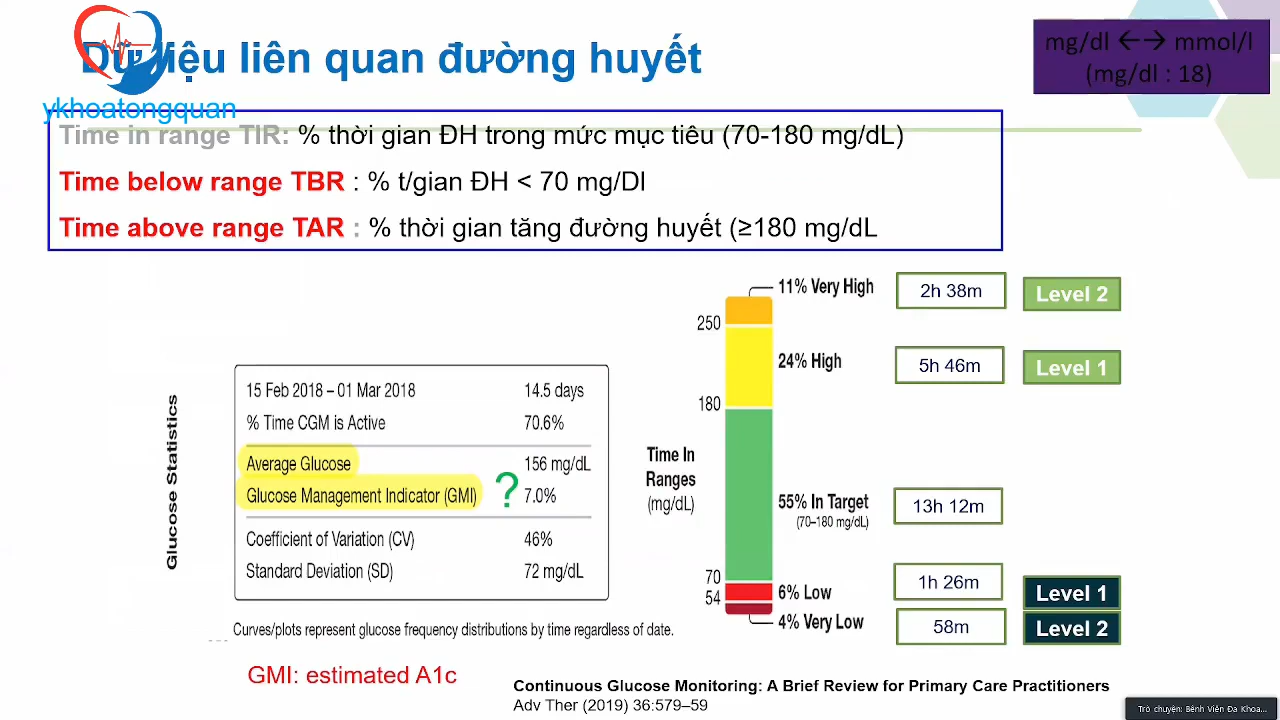 Dữ liệu liên quan đường huyết
mg/dl ←→ mmol/l
(mg/dl : 18)
ykhoatongquan
Time in range TIR: % thời gian ĐH trong mức mục tiêu (70-180 mg/dL)
Time below range TBR : % t/gian ĐH < 70 mg/Dl
Time above range TAR : % thời gian tăng đường huyết (≥180 mg/dL
Glucose Statistics
15 Feb 2018 – 01 Mar 2018 14.5 days
% Time CGM is Active 70.6%
Average Glucose 156 mg/dL
Glucose Management Indicator (GMI) ? 7.0%
Coefficient of Variation (CV) 46%
Standard Deviation (SD) 72 mg/dL
Curves/plots represent glucose frequency distributions by time regardless of date.
GMI: estimated A1c
Time In
Ranges
(mg/dL)
11% Very High 2h 38m Level 2
250
24% High 5h 46m Level 1
180
55% In Target 13h 12m
(70–180 mg/dL)
70
6% Low 1h 26m Level 1
54
4% Very Low 58m Level 2
Continuous Glucose Monitoring: A Brief Review for Primary Care Practitioners
Adv Ther (2019) 36:579–59
Trò chuyện: Bệnh Viện Đa Khoa...